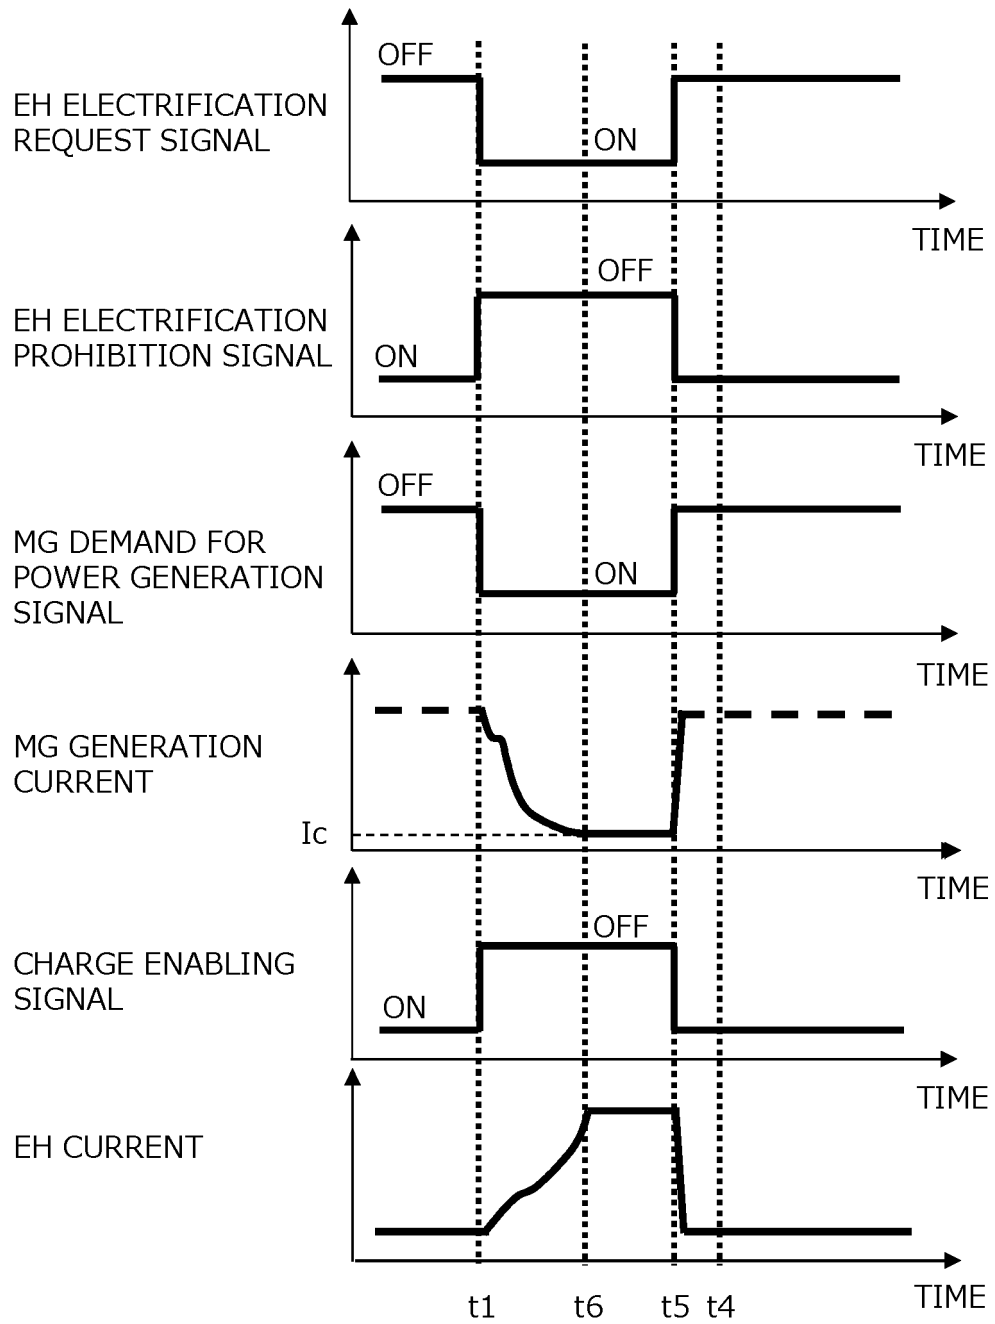 OFF
EH ELECTRIFICATION
REQUEST SIGNAL
ON
TIME
OFF
EH ELECTRIFICATION
PROHIBITION SIGNAL
ON
TIME
OFF
MG DEMAND FOR
POWER GENERATION
SIGNAL
ON
TIME
MG GENERATION
CURRENT
Ic
TIME
OFF
CHARGE ENABLING
SIGNAL
ON
TIME
EH CURRENT
TIME
t1 t6 t5 t4